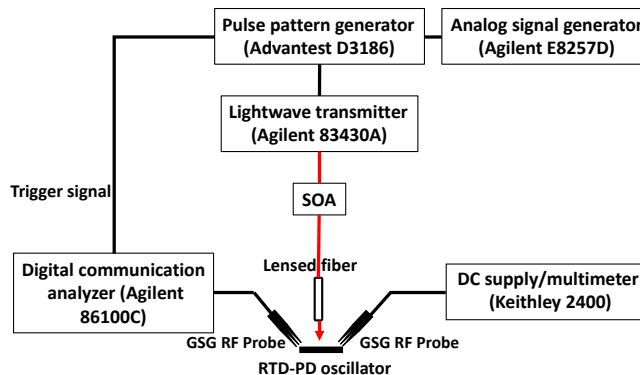 Pulse pattern generator
(Advantest D3186)
Analog signal generator
(Agilent E8257D)
Lightwave transmitter
(Agilent 83430A)
Trigger signal
SOA
Lensed fiber
Digital communication
analyzer (Agilent
86100C)
DC supply/multimeter
(Keithley 2400)
GSG RF Probe
GSG RF Probe
RTD-PD oscillator